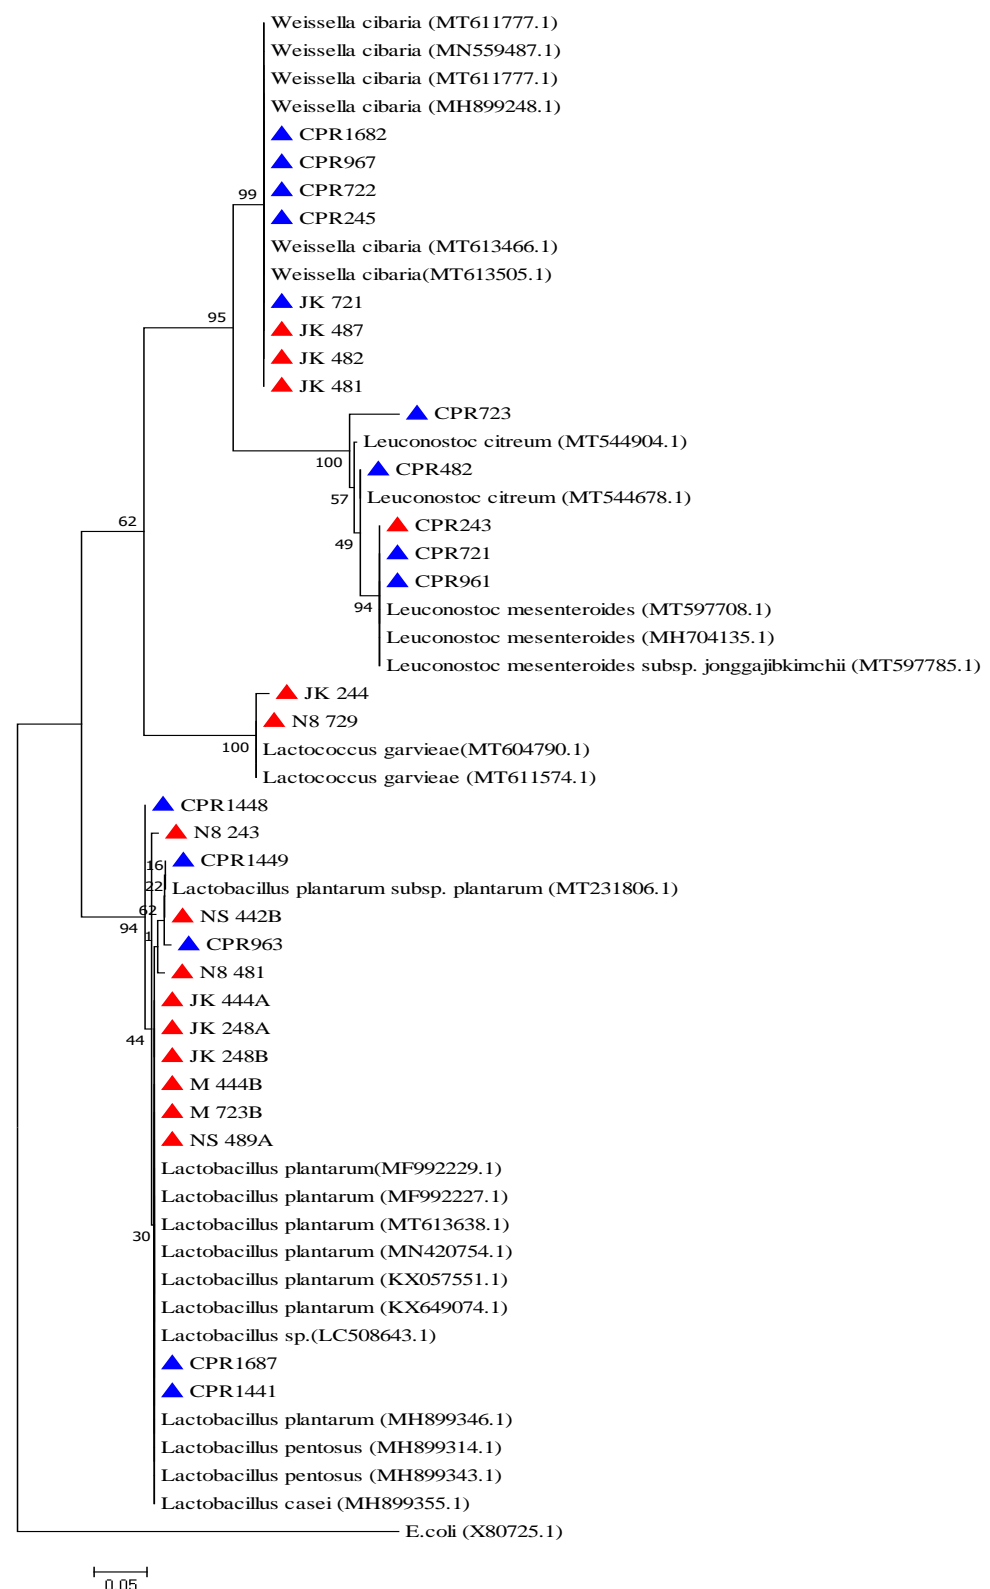 Weissella cibaria (MT611777.1)
Weissella cibaria (MN559487.1)
Weissella cibaria (MT611777.1)
Weissella cibaria (MH899248.1)
CPR1682
CPR967
CPR722
99
CPR245
Weissella cibaria (MT613466.1)
Weissella cibaria(MT613505.1)
JK 721
95
JK 487
JK 482
JK 481
CPR723
Leuconostoc citreum (MT544904.1)
100
CPR482
57
Leuconostoc citreum (MT544678.1)
62
CPR243
49
CPR721
CPR961
94
Leuconostoc mesenteroides (MT597708.1)
Leuconostoc mesenteroides (MH704135.1)
Leuconostoc mesenteroides subsp. jonggajibkimchii (MT597785.1)
JK 244
N8 729
100
Lactococcus garvieae(MT604790.1)
Lactococcus garvieae (MT611574.1)
CPR1448
N8 243
16
CPR1449
22
Lactobacillus plantarum subsp. plantarum (MT231806.1)
62
NS 442B
94
1
CPR963
N8 481
JK 444A
JK 248A
44
JK 248B
M 444B
M 723B
NS 489A
Lactobacillus plantarum(MF992229.1)
Lactobacillus plantarum (MF992227.1)
Lactobacillus plantarum (MT613638.1)
30
Lactobacillus plantarum (MN420754.1)
Lactobacillus plantarum (KX057551.1)
Lactobacillus plantarum (KX649074.1)
Lactobacillus sp.(LC508643.1)
CPR1687
CPR1441
Lactobacillus plantarum (MH899346.1)
Lactobacillus pentosus (MH899314.1)
Lactobacillus pentosus (MH899343.1)
Lactobacillus casei (MH899355.1)
E.coli (X80725.1)
0.05